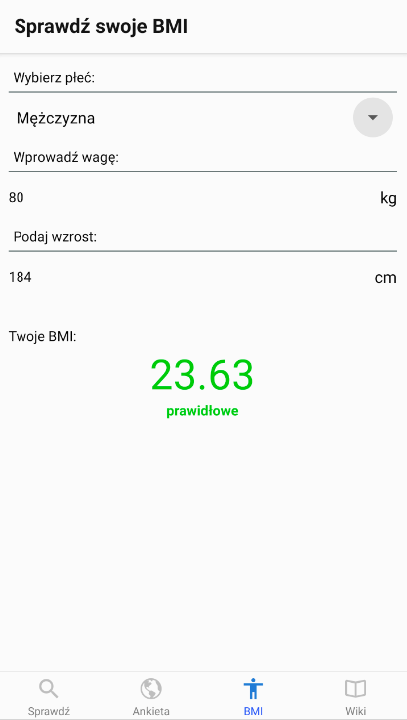 Sprawdź swoje BMI
Wybierz płeć:
Mężczyzna
Wprowadź wagę:
80 kg
Podaj wzrost:
184 cm
Twoje BMI:
23.63
prawidłowe
Sprawdź Ankieta BMI Wiki